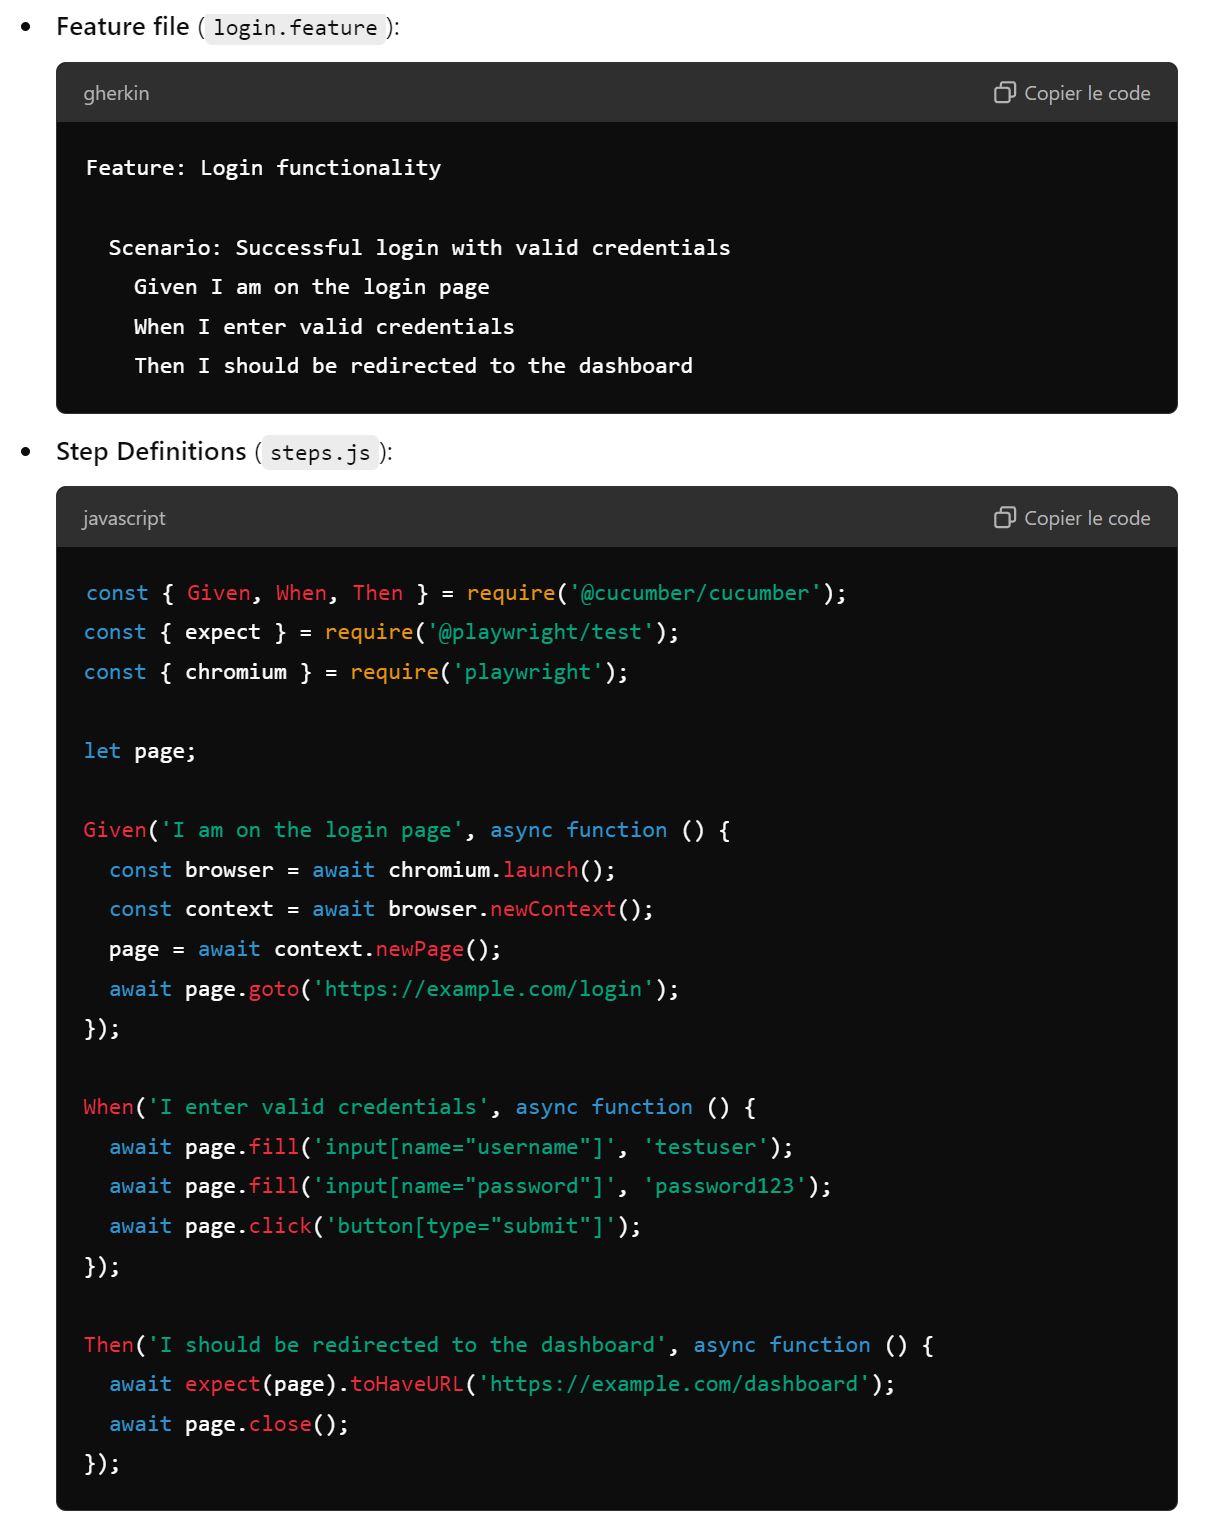 Feature file (login.feature):
gherkin
Copier le code
Feature: Login functionality
Scenario: Successful login with valid credentials
Given I am on the login page
When I enter valid credentials
Then I should be redirected to the dashboard
Step Definitions (steps.js):
javascript
Copier le code
const { Given, When, Then } = require('@cucumber/cucumber');
const { expect } = require('@playwright/test');
const { chromium } = require('playwright');
let page;
Given('I am on the login page', async function () {
const browser = await chromium.launch();
const context = await browser.newContext();
page = await context.newPage();
await page.goto('https://example.com/login');
});
When('I enter valid credentials', async function () {
await page.fill('input[name="username"]', 'testuser');
await page.fill('input[name="password"]', 'password123');
await page.click('button[type="submit"]');
});
Then('I should be redirected to the dashboard', async function () {
await expect(page).toHaveURL('https://example.com/dashboard');
await page.close();
});